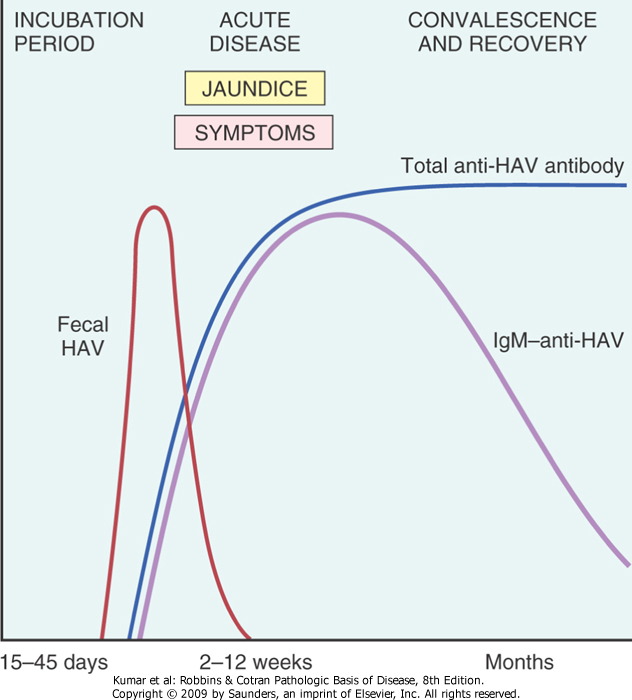 INCUBATION
PERIOD
ACUTE
DISEASE
CONVALESCENCE
AND RECOVERY
JAUNDICE
SYMPTOMS
Total anti-HAV antibody
Fecal
HAV
IgM–anti-HAV
15–45 days
2–12 weeks
Months
Kumar et al: Robbins & Cotran Pathologic Basis of Disease, 8th Edition.
Copyright © 2009 by Saunders, an imprint of Elsevier, Inc. All rights reserved.